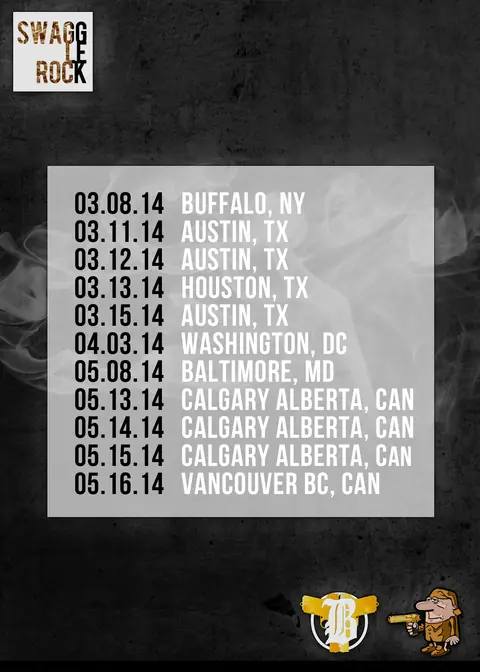 SWAGG
LE
ROCK
03.08.14 BUFFALO, NY
03.11.14 AUSTIN, TX
03.12.14 AUSTIN, TX
03.13.14 HOUSTON, TX
03.15.14 AUSTIN, TX
04.03.14 WASHINGTON, DC
05.08.14 BALTIMORE, MD
05.13.14 CALGARY ALBERTA, CAN
05.14.14 CALGARY ALBERTA, CAN
05.15.14 CALGARY ALBERTA, CAN
05.16.14 VANCOUVER BC, CAN
B